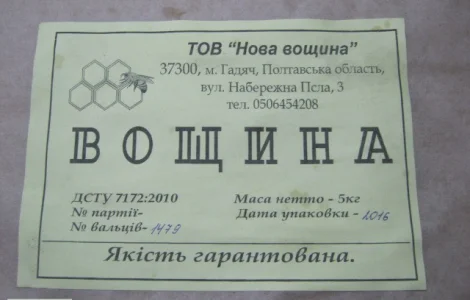 ТОВ "Нова вощина"
37300, м. Гадяч, Полтавська область,
вул. Набережна Псла, 3
тел. 0506454208
ВОЩИНА
ДСТУ 7172:2010
Маса нетто - 5кг
№ партії-
Дата упаковки - 2016
№ вальців- 1479
Якість гарантована.